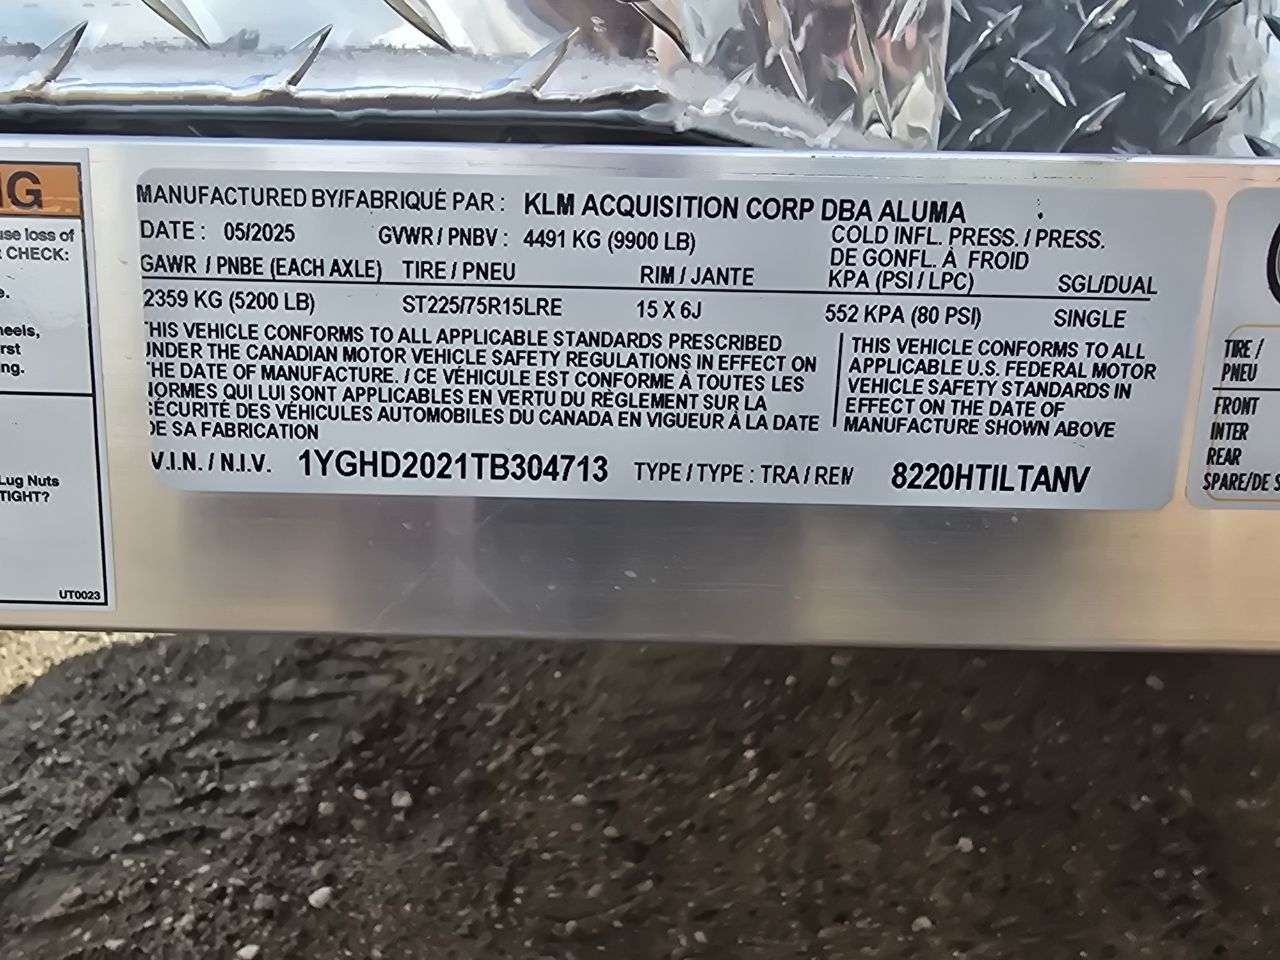 NG
use loss of
CHECK:
e.
heels,
rst
ng.
Lug Nuts
TIGHT?
UT0023
MANUFACTURED BY/FABRIQUÉ PAR : KLM ACQUISITION CORP DBA ALUMA
DATE : 05/2025 GVWR / PNBV : 4491 KG (9900 LB)
COLD INFL. PRESS. / PRESS.
DE GONFL. À FROID
GAWR / PNBE (EACH AXLE) TIRE / PNEU RIM / JANTE KPA (PSI / LPC) SGL/DUAL
2359 KG (5200 LB) ST225/75R15LRE 15 X 6J 552 KPA (80 PSI) SINGLE
THIS VEHICLE CONFORMS TO ALL APPLICABLE STANDARDS PRESCRIBED
UNDER THE CANADIAN MOTOR VEHICLE SAFETY REGULATIONS IN EFFECT ON
THE DATE OF MANUFACTURE. / CE VÉHICULE EST CONFORME À TOUTES LES
NORMES QUI LUI SONT APPLICABLES EN VERTU DU RÈGLEMENT SUR LA
SÉCURITÉ DES VÉHICULES AUTOMOBILES DU CANADA EN VIGUEUR À LA DATE
DE SA FABRICATION
THIS VEHICLE CONFORMS TO ALL
APPLICABLE U.S. FEDERAL MOTOR
VEHICLE SAFETY STANDARDS IN
EFFECT ON THE DATE OF
MANUFACTURE SHOWN ABOVE
V.I.N. / N.I.V. 1YGHD2021TB304713 TYPE / TYPE : TRA / REM 8220HTILTANV
TIRE /
PNEU
FRONT
INTER
REAR
SPARE/DE S